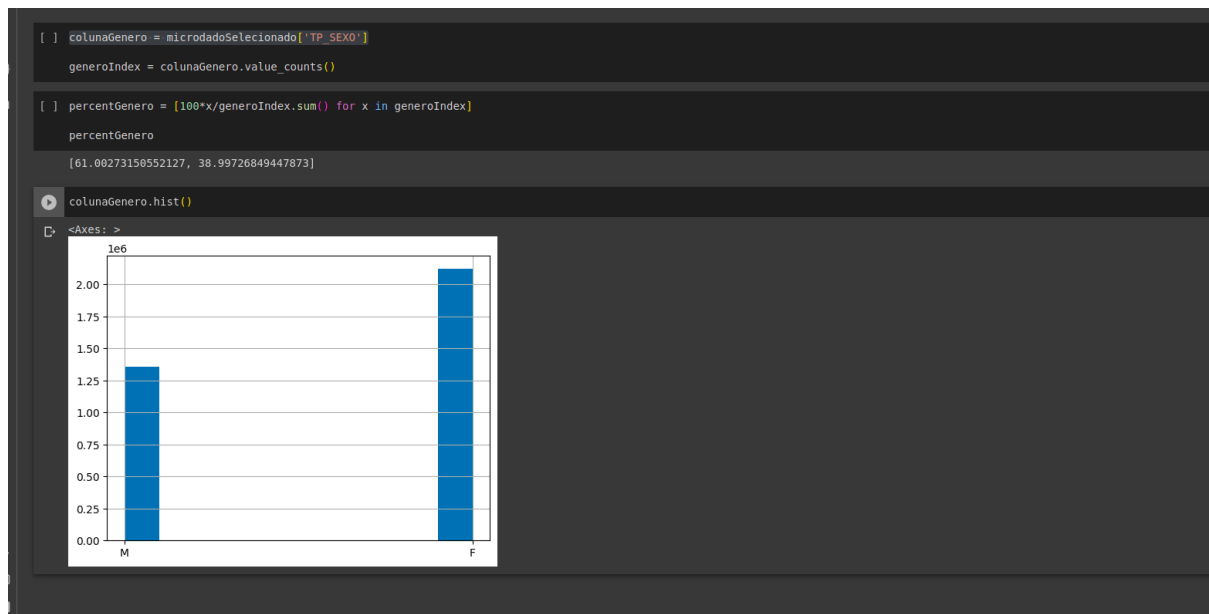 [ ] colunaGenero = microdadoSelecionado['TP_SEXO']
generoIndex = colunaGenero.value_counts()
[ ] percentGenero = [100*x/generoIndex.sum() for x in generoIndex]
percentGenero
[61.00273150552127, 38.99726849447873]
colunaGenero.hist()
<Axes: >
1e6
2.00
1.75
1.50
1.25
1.00
0.75
0.50
0.25
0.00
M F